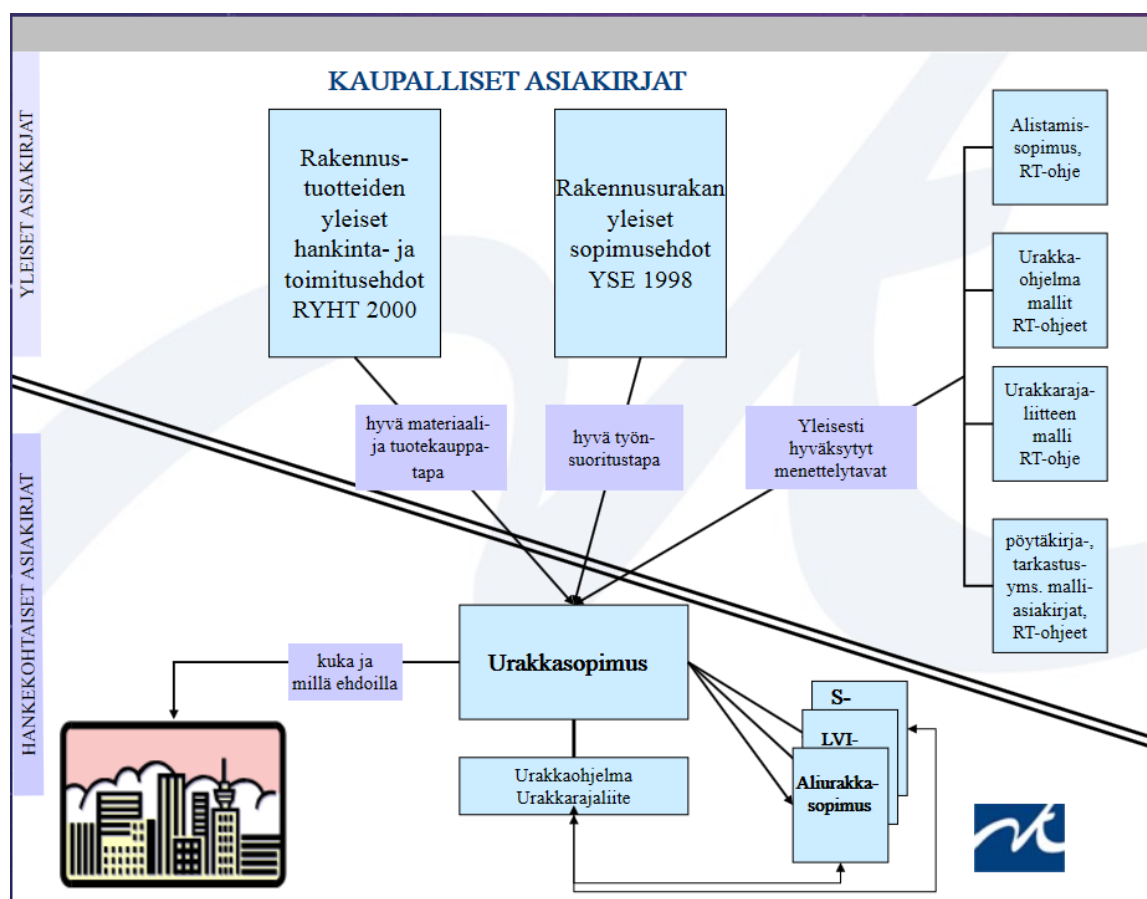 KAUPALLISET ASIAKIRJAT
YLEISET ASIAKIRJAT
Rakennus-
tuotteiden
yleiset
hankinta- ja
toimitusehdot
RYHT 2000
Rakennusurakan
yleiset
sopimusehdot
YSE 1998
Alistamis-
sopimus,
RT-ohje
Urakka-
ohjelma
mallit
RT-ohjeet
Urakkaraja-
liitteen
malli
RT-ohje
pöytäkirja-,
tarkastus-
yms. malli-
asiakirjat,
RT-ohjeet
hyvä materiaali-
ja tuotekauppa-
tapa
hyvä työn-
suoritustapa
Yleisesti
hyväksytyt
menettelytavat
HANKEKOHTAISET ASIAKIRJAT
kuka ja
millä ehdoilla
Urakkasopimus
Urakkaohjelma
Urakkarajaliite
S-
LVI-
Aliurakka-
sopimus